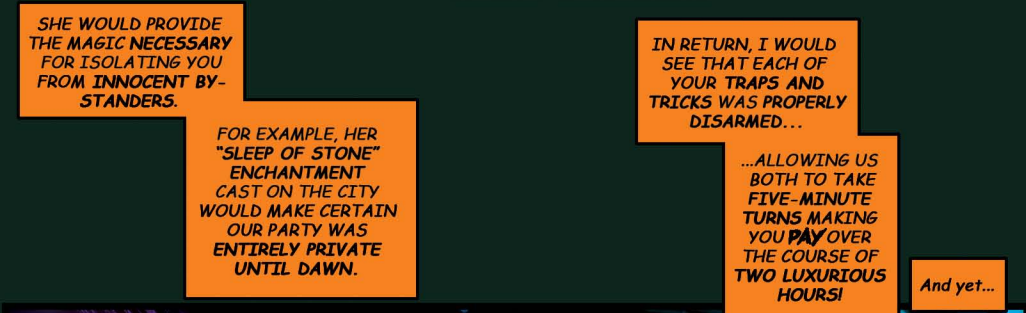 SHE WOULD PROVIDE
THE MAGIC NECESSARY
FOR ISOLATING YOU
FROM INNOCENT BY-
STANDERS.
FOR EXAMPLE, HER
"SLEEP OF STONE"
ENCHANTMENT
CAST ON THE CITY
WOULD MAKE CERTAIN
OUR PARTY WAS
ENTIRELY PRIVATE
UNTIL DAWN.
IN RETURN, I WOULD
SEE THAT EACH OF
YOUR TRAPS AND
TRICKS WAS PROPERLY
DISARMED...
...ALLOWING US
BOTH TO TAKE
FIVE-MINUTE
TURNS MAKING
YOU PAY OVER
THE COURSE OF
TWO LUXURIOUS
HOURS!
And yet...